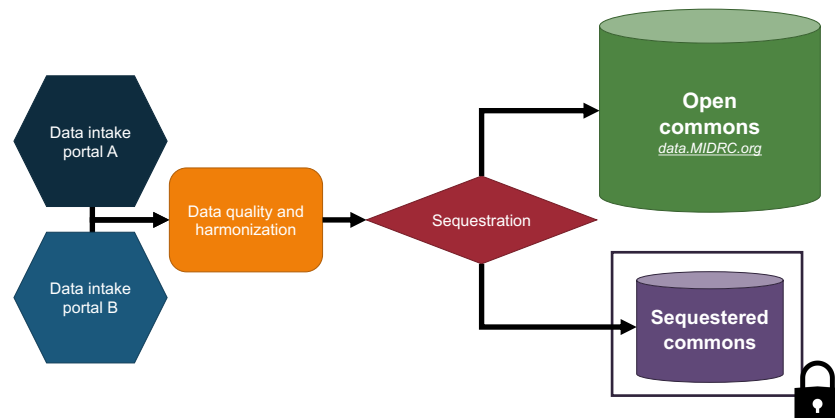 Data intake
portal A
Data intake
portal B
Data quality and
harmonization
Sequestration
Open
commons
data.MIDRC.org
Sequestered
commons